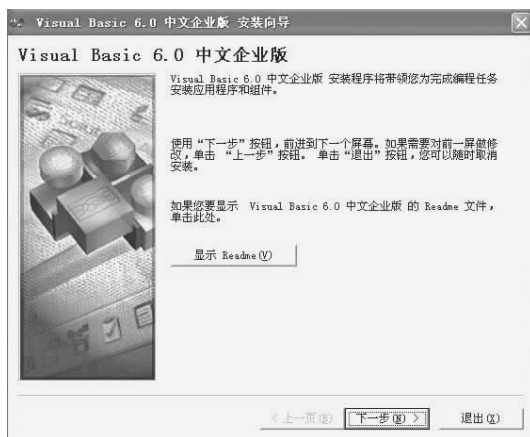 Visual Basic 6.0 中文企业版 安装向导
Visual Basic 6.0 中文企业版
Visual Basic 6.0 中文企业版 安装程序将带领您为完成编程任务
安装应用程序和组件。
使用“下一步”按钮，前进到下一个屏幕。如果需要对前一屏做修
改，单击 “上一步”按钮。 单击“退出”按钮，您可以随时取消
安装。
如果您要显示 Visual Basic 6.0 中文企业版 的 Readme 文件，
单击此处。
显示 Readme(V)
< 上一页(B)
下一步(N) >
退出(X)